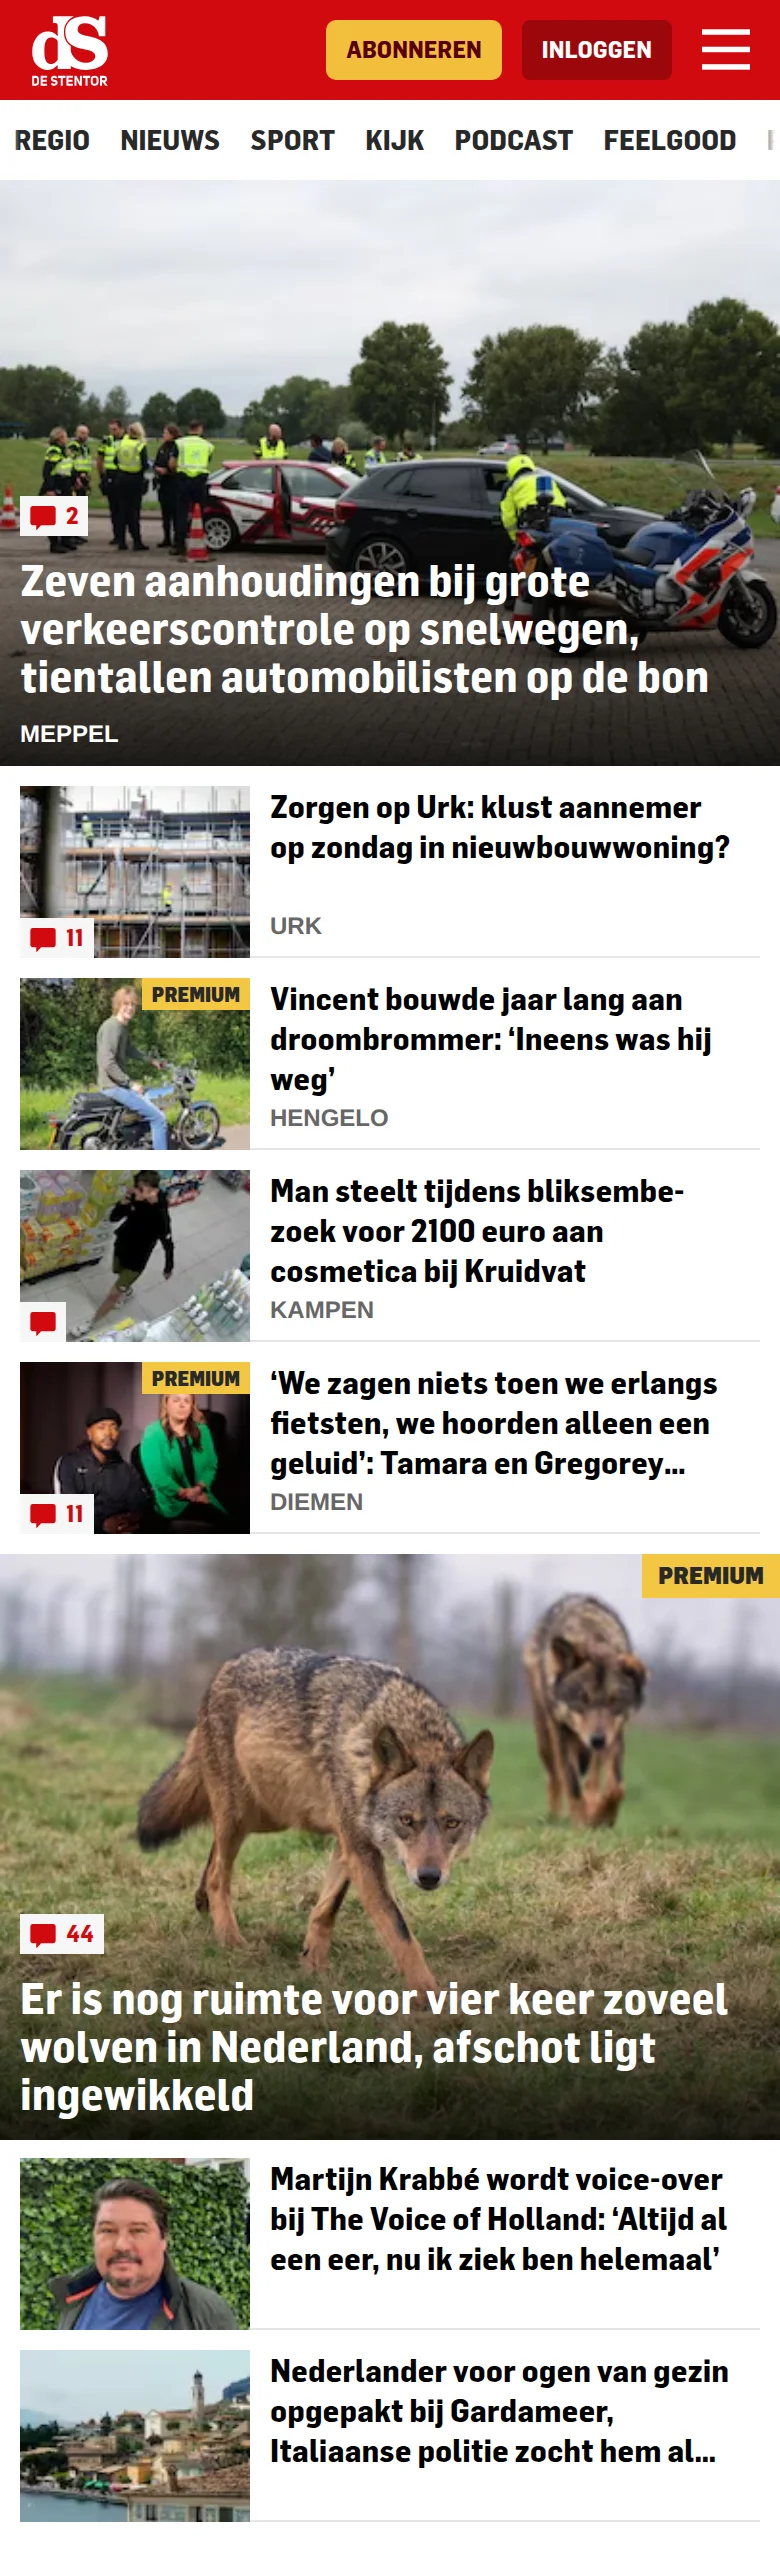 dS
DE STENTOR
ABONNEREN
INLOGGEN
REGIO NIEUWS SPORT KIJK PODCAST FEELGOOD
2
Zeven aanhoudingen bij grote
verkeerscontrole op snelwegen,
tientallen automobilisten op de bon
MEPPEL
11
Zorgen op Urk: klust aannemer
op zondag in nieuwbouwwoning?
URK
PREMIUM
Vincent bouwde jaar lang aan
droombrommer: ‘Ineens was hij
weg’
HENGELO
Man steelt tijdens bliksembe-
zoek voor 2100 euro aan
cosmetica bij Kruidvat
KAMPEN
PREMIUM
11
‘We zagen niets toen we erlangs
fietsten, we hoorden alleen een
geluid’: Tamara en Gregorey...
DIEMEN
PREMIUM
44
Er is nog ruimte voor vier keer zoveel
wolven in Nederland, afschot ligt
ingewikkeld
Martijn Krabbé wordt voice-over
bij The Voice of Holland: ‘Altijd al
een eer, nu ik ziek ben helemaal’
Nederlander voor ogen van gezin
opgepakt bij Gardameer,
Italiaanse politie zocht hem al...